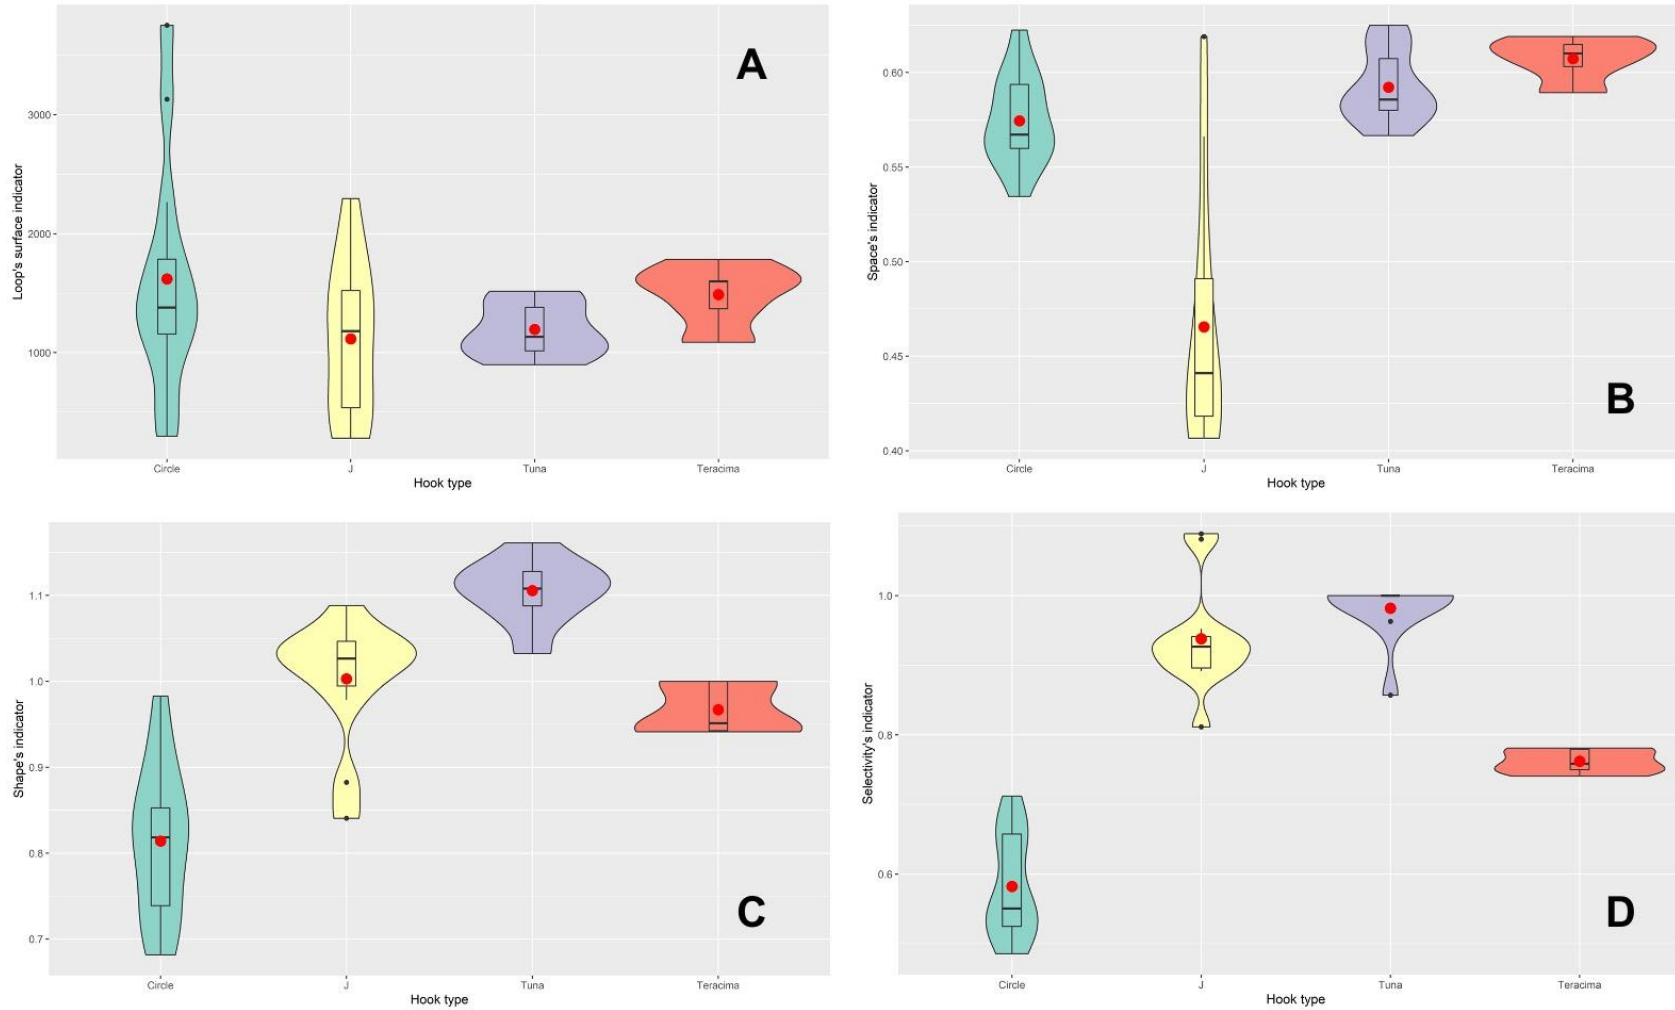 A
Loop's surface indicator
3000
2000
1000
Circle
J
Tuna
Teracima
Hook type
B
Space's indicator
0.60
0.55
0.50
0.45
0.40
Circle
J
Tuna
Teracima
Hook type
C
Shape's indicator
1.1
1.0
0.9
0.8
0.7
Circle
J
Tuna
Teracima
Hook type
D
Selectivity's indicator
1.0
0.8
0.6
Circle
J
Tuna
Teracima
Hook type